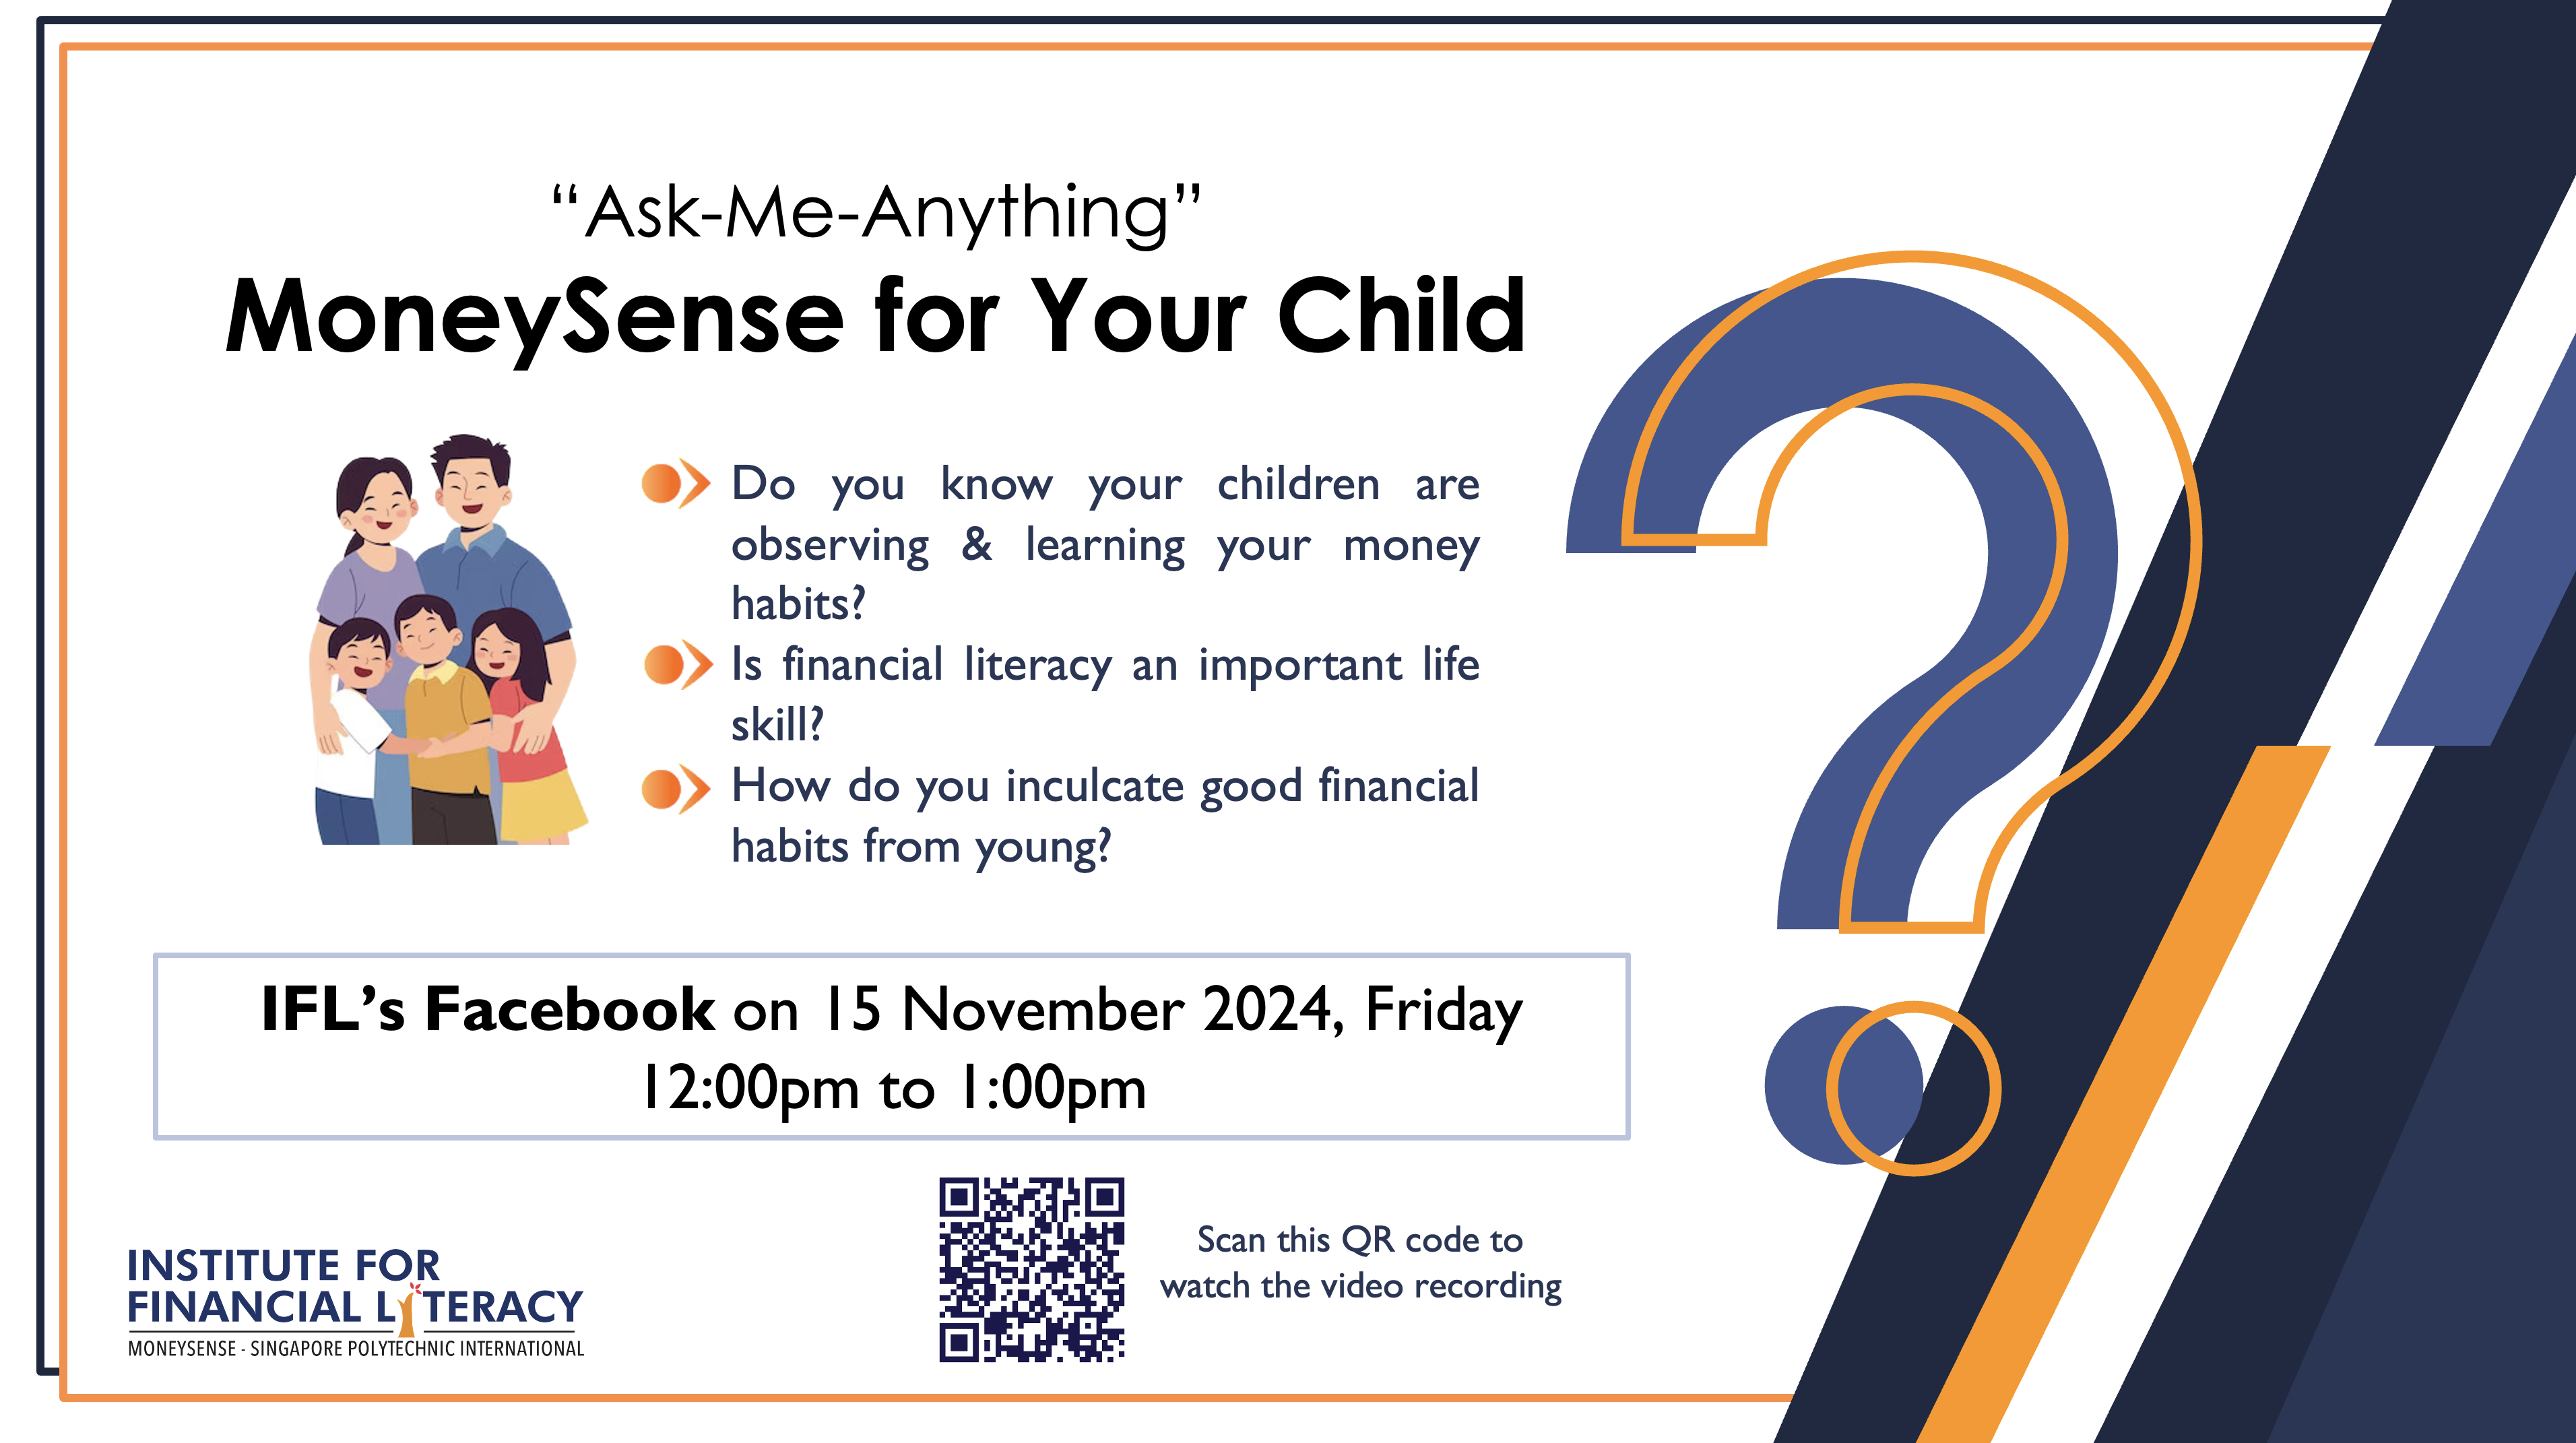 “Ask-Me-Anything”
MoneySense for Your Child
Do you know your children are
observing & learning your money
habits?
Is financial literacy an important life
skill?
How do you inculcate good financial
habits from young?
IFL’s Facebook on 15 November 2024, Friday
12:00pm to 1:00pm
Scan this QR code to
watch the video recording
INSTITUTE FOR
FINANCIAL LITERACY
MONEYSENSE - SINGAPORE POLYTECHNIC INTERNATIONAL